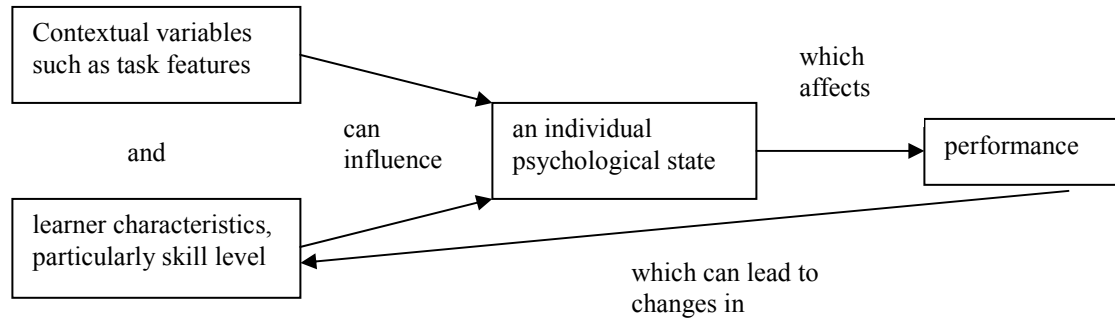 Contextual variables
such as task features
and
learner characteristics,
particularly skill level
can
influence
an individual
psychological state
which
affects
performance
which can lead to
changes in